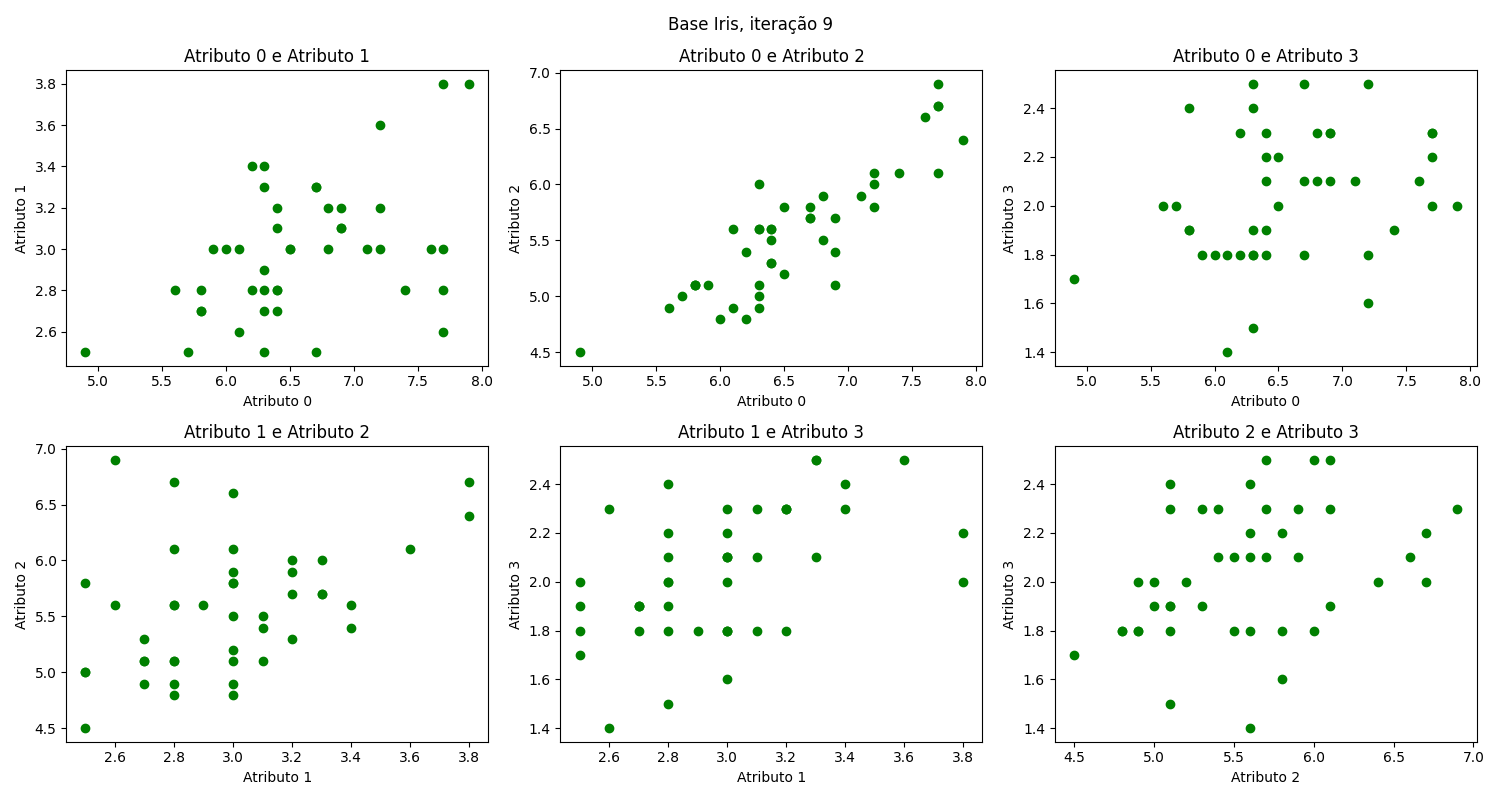 Base Iris, iteração 9
Atributo 0 e Atributo 1
3.8
3.6
3.4
3.2
3.0
2.8
2.6
Atributo 1
5.0 5.5 6.0 6.5 7.0 7.5 8.0
Atributo 0
Atributo 0 e Atributo 2
7.0
6.5
6.0
5.5
5.0
4.5
Atributo 2
5.0 5.5 6.0 6.5 7.0 7.5 8.0
Atributo 0
Atributo 0 e Atributo 3
2.4
2.2
2.0
1.8
1.6
1.4
Atributo 3
5.0 5.5 6.0 6.5 7.0 7.5 8.0
Atributo 0
Atributo 1 e Atributo 2
7.0
6.5
6.0
5.5
5.0
4.5
Atributo 2
2.6 2.8 3.0 3.2 3.4 3.6 3.8
Atributo 1
Atributo 1 e Atributo 3
2.4
2.2
2.0
1.8
1.6
1.4
Atributo 3
2.6 2.8 3.0 3.2 3.4 3.6 3.8
Atributo 1
Atributo 2 e Atributo 3
2.4
2.2
2.0
1.8
1.6
1.4
Atributo 3
4.5 5.0 5.5 6.0 6.5 7.0
Atributo 2